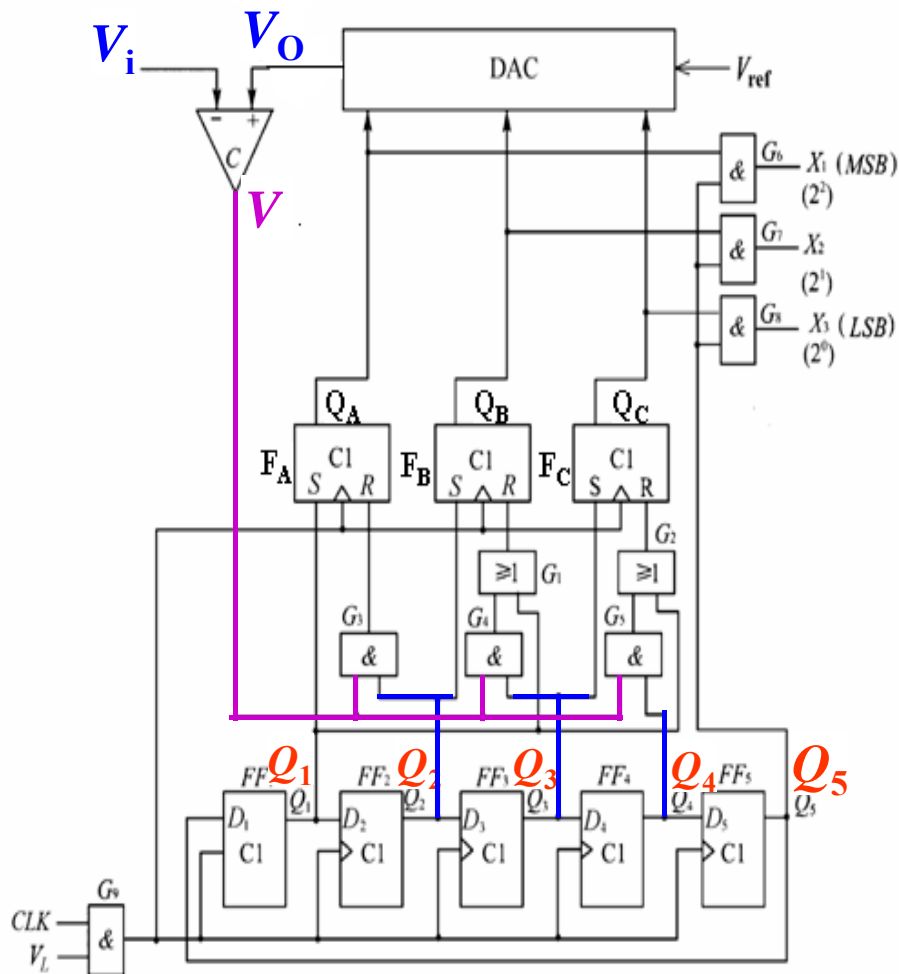 Vi VO DAC Vref
- +
C
V
& G6 X1 (MSB)
(2²)
& G7 X2
(2¹)
& G8 X3 (LSB)
(2⁰)
QA QB QC
FA C1 FB C1 FC C1
S R S R S R
G2
≥1 G1 ≥1
G3 G4 G5
& & &
FF Q1 FF2 Q2 FF3 Q3 FF4 Q4 FF5 Q5
Q1 Q2 Q3 Q4 Q5
D1 D2 D3 D4 D5
C1 C1 C1 C1 C1
G9
CLK
&
VL